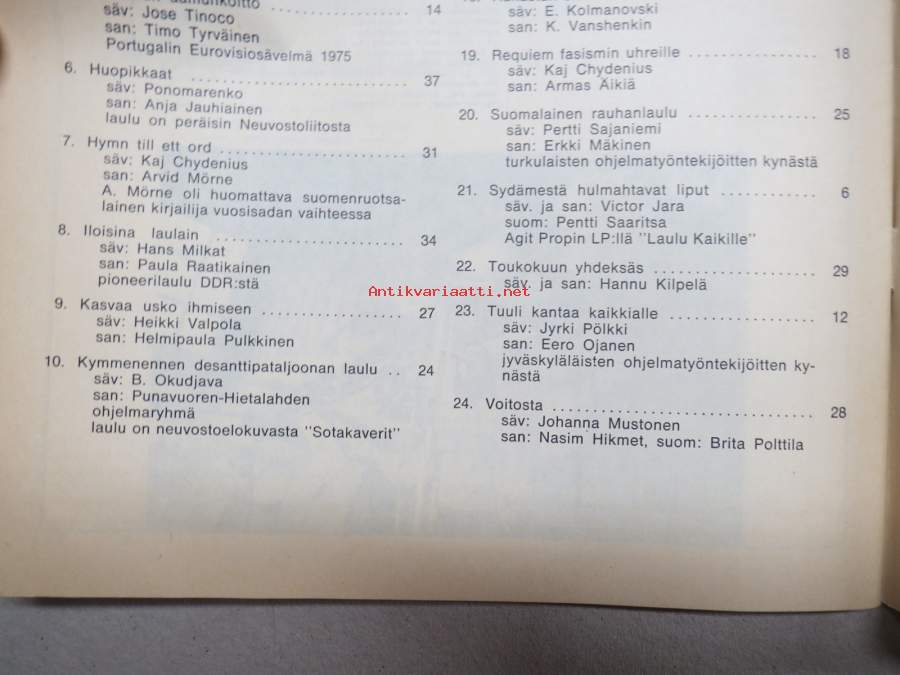 säv: Jose Tinoco 14
san: Timo Tyrväinen
Portugalin Eurovisiosävelmä 1975
6. Huopikkaat .......................... 37
säv: Ponomarenko
san: Anja Jauhiainen
laulu on peräisin Neuvostoliitosta
7. Hymn till ett ord ...................... 31
säv: Kaj Chydenius
san: Arvid Mörne
A. Mörne oli huomattava suomenruotsa-
lainen kirjailija vuosisadan vaihteessa
8. Iloisina laulain ...................... 34
säv: Hans Milkat
san: Paula Raatikainen
pioneerilaulu DDR:stä
9. Kasvaa usko ihmiseen ................ 27
säv: Heikki Valpola
san: Helmipaula Pulkkinen
10. Kymmenennen desanttipataljoonan laulu .. 24
säv: B. Okudjava
san: Punavuoren-Hietalahden
ohjelmaryhmä
laulu on neuvostoelokuvasta "Sotakaverit"
säv: E. Kolmanovski
san: K. Vanshenkin
19. Requiem fasismin uhreille ............... 18
säv: Kaj Chydenius
san: Armas Äikiä
20. Suomalainen rauhanlaulu ............... 25
säv: Pertti Sajaniemi
san: Erkki Mäkinen
turkulaisten ohjelmatyöntekijöitten kynästä
21. Sydämestä hulmahtavat liput ........... 6
säv. ja san: Victor Jara
suom: Pentti Saaritsa
Agit Propin LP:llä "Laulu Kaikille"
22. Toukokuun yhdeksäs ................... 29
säv. ja san: Hannu Kilpelä
23. Tuuli kantaa kaikkialle ................. 12
säv: Jyrki Pölkki
san: Eero Ojanen
jyväskyläläisten ohjelmatyöntekijöitten ky-
nästä
24. Voitosta .............................. 28
säv: Johanna Mustonen
san: Nasim Hikmet, suom: Brita Polttila
Antikvariaatti.net